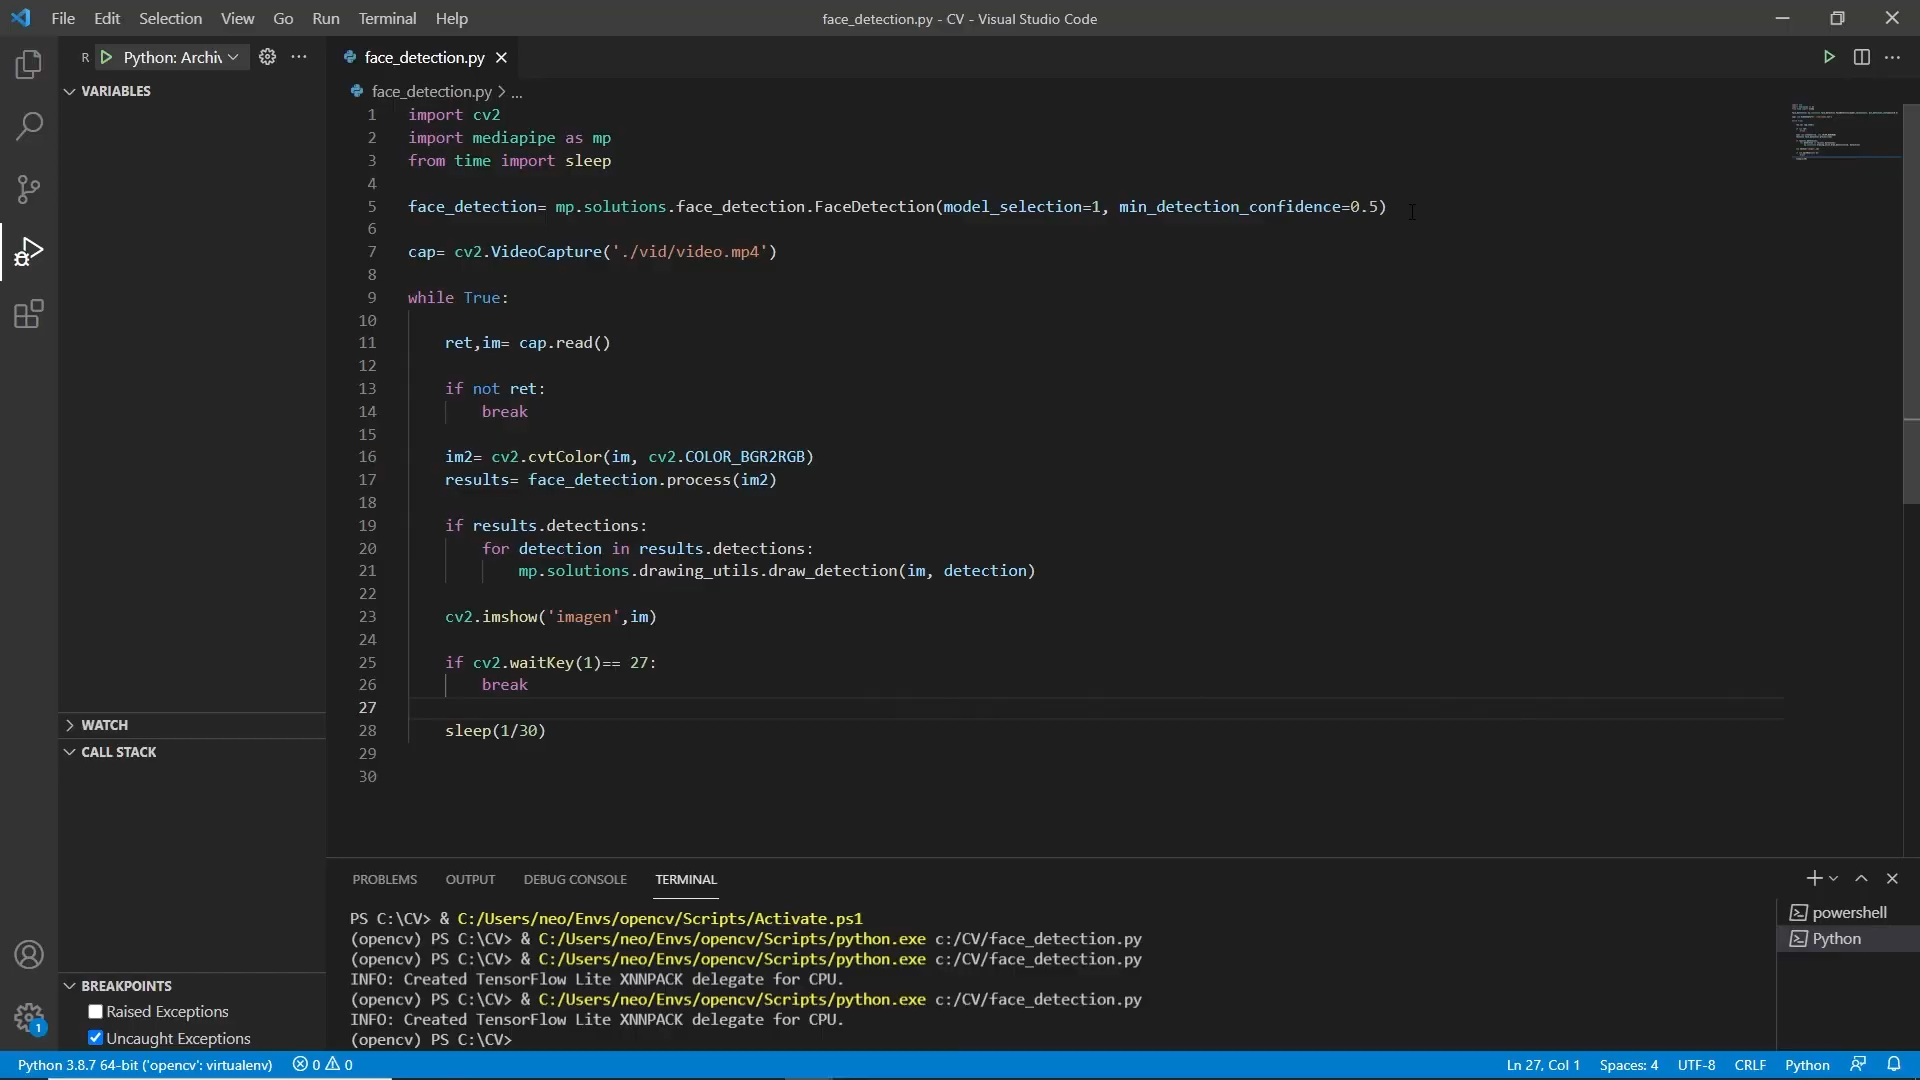 File Edit Selection View Go Run Terminal Help
face_detection.py - CV - Visual Studio Code
R Python: Archiv
face_detection.py
VARIABLES
face_detection.py > ...
1 import cv2
2 import mediapipe as mp
3 from time import sleep
4
5 face_detection= mp.solutions.face_detection.FaceDetection(model_selection=1, min_detection_confidence=0.5)
6
7 cap= cv2.VideoCapture('./vid/video.mp4')
8
9 while True:
10
11 ret,im= cap.read()
12
13 if not ret:
14 break
15
16 im2= cv2.cvtColor(im, cv2.COLOR_BGR2RGB)
17 results= face_detection.process(im2)
18
19 if results.detections:
20 for detection in results.detections:
21 mp.solutions.drawing_utils.draw_detection(im, detection)
22
23 cv2.imshow('imagen',im)
24
25 if cv2.waitKey(1)== 27:
26 break
27
28 sleep(1/30)
29
30
WATCH
CALL STACK
BREAKPOINTS
Raised Exceptions
Uncaught Exceptions
1
PROBLEMS OUTPUT DEBUG CONSOLE TERMINAL
PS C:\CV> & C:/Users/neo/Envs/opencv/Scripts/Activate.ps1
(opencv) PS C:\CV> & C:/Users/neo/Envs/opencv/Scripts/python.exe c:/CV/face_detection.py
(opencv) PS C:\CV> & C:/Users/neo/Envs/opencv/Scripts/python.exe c:/CV/face_detection.py
INFO: Created TensorFlow Lite XNNPACK delegate for CPU.
(opencv) PS C:\CV> & C:/Users/neo/Envs/opencv/Scripts/python.exe c:/CV/face_detection.py
INFO: Created TensorFlow Lite XNNPACK delegate for CPU.
(opencv) PS C:\CV>
powershell
Python
Python 3.8.7 64-bit ('opencv': virtualenv) 0 0
Ln 27, Col 1 Spaces: 4 UTF-8 CRLF Python